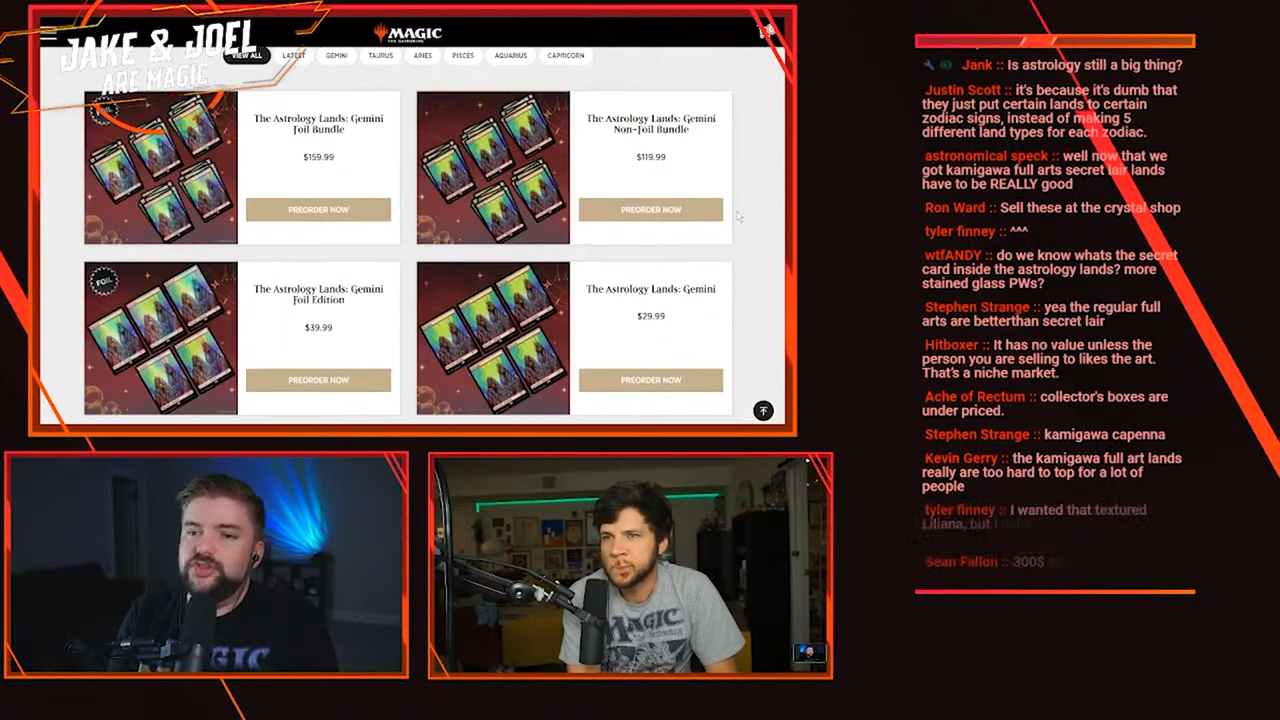 JAKE & JOEL
ARE MAGIC
MAGIC
THE GATHERING
VIEW ALL
LATEST
GEMINI
TAURUS
ARIES
PISCES
AQUARIUS
CAPRICORN
FOIL
The Astrology Lands: Gemini
Foil Bundle
$159.99
PREORDER NOW
The Astrology Lands: Gemini
Non-Foil Bundle
$119.99
PREORDER NOW
FOIL
The Astrology Lands: Gemini
Foil Edition
$39.99
PREORDER NOW
The Astrology Lands: Gemini
$29.99
PREORDER NOW
MAGIC
Jank :: Is astrology still a big thing?
Justin Scott :: it's because it's dumb that
they just put certain lands to certain
zodiac signs, instead of making 5
different land types for each zodiac.
astronomical speck :: well now that we
got kamigawa full arts secret lair lands
have to be REALLY good
Ron Ward :: Sell these at the crystal shop
tyler finney :: ^^^
wtfANDY :: do we know whats the secret
card inside the astrology lands? more
stained glass PWs?
Stephen Strange :: yea the regular full
arts are betterthan secret lair
Hitboxer :: It has no value unless the
person you are selling to likes the art.
That's a niche market.
Ache of Rectum :: collector's boxes are
under priced.
Stephen Strange :: kamigawa capenna
Kevin Gerry :: the kamigawa full art lands
really are too hard to top for a lot of
people
tyler finney :: I wanted that textured
Liliana, but I
Sean Fallon :: 300$